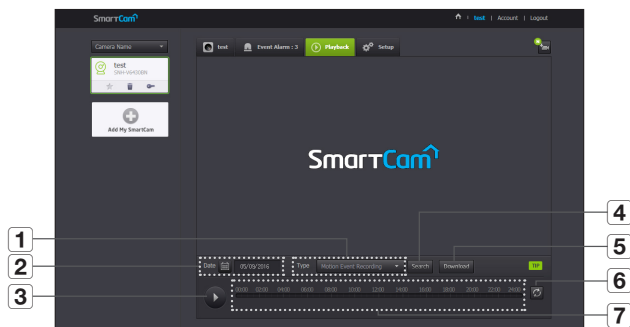 SmartCam
test | Account | Logout
Camera Name
test
Event Alarm : 3
Playback
Setup
test
SNH-V6410BN
Add My SmartCam
SmartCam
1
2
3
4
5
6
7
Date
05/09/2016
Type
Motion Event Recording
Search
Download
TIP
00:00 02:00 04:00 06:00 08:00 10:00 12:00 14:00 16:00 18:00 20:00 22:00 24:00